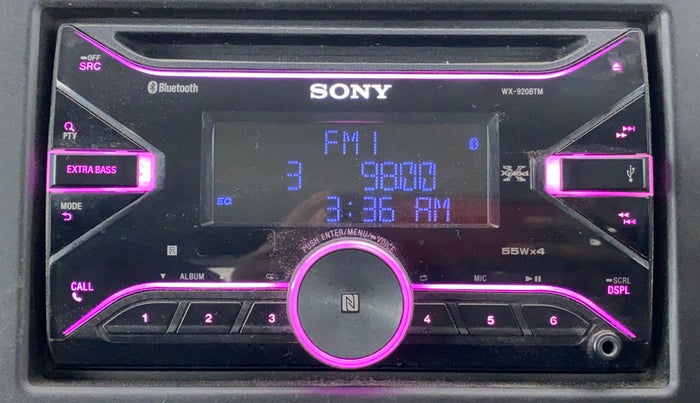 OFF
SRC
Bluetooth
SONY
WX-920BTM
PTY
FM1
3 98.00
EQ 3:36 AM
EXTRA BASS
Xplod
MODE
R
PUSH ENTER/MENU/ VOICE
55W×4
CALL
ALBUM
MIC
SCRL
DSPL
1 2 3 4 5 6
N